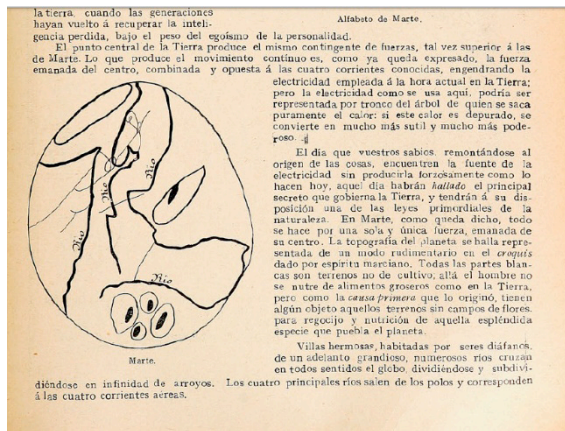 la tierra, cuando las generaciones
hayan vuelto á recuperar la inteli-
Alfabeto de Marte.
gencia perdida, bajo el peso del egoísmo de la personalidad.
El punto central de la Tierra produce el mismo contingente de fuerzas, tal vez superior á las
de Marte. Lo que produce el movimiento continuo es, como ya queda expresado, la fuerza
emanada del centro, combinada y opuesta á las cuatro corrientes conocidas, engendrando la
electricidad empleada á la hora actual en la Tierra;
pero la electricidad como se usa aquí, podría ser
representada por tronco del árbol de quien se saca
puramente el calor: si este calor es depurado, se
convierte en mucho más sutil y mucho más pode-
roso.
El día que vuestros sabios, remontándose al
origen de las cosas, encuentren la fuente de la
electricidad sin producirla forzosamente como lo
hacen hoy, aquel día habrán hallado el principal
secreto que gobierna la Tierra, y tendrán á su dis-
posición una de las leyes primordiales de la
naturaleza. En Marte, como queda dicho, todo
se hace por una sola y única fuerza, emanada de
su centro. La topografía del planeta se halla repre-
sentada de un modo rudimentario en el croquis
dado por espíritu marciano. Todas las partes blan-
cas son terrenos no de cultivo, allá el hombre no
se nutre de alimentos groseros como en la Tierra,
pero como la causa primera que lo originó, tienen
algún objeto aquellos terrenos sin campos de flores,
para regocijo y nutrición de aquella espléndida
especie que puebla el planeta.
Villas hermosas, habitadas por seres diáfanos,
de un adelanto grandioso, numerosos ríos cruzan
en todos sentidos el globo, dividiéndose y subdivi-
diéndose en infinidad de arroyos. Los cuatro principales ríos salen de los polos y corresponden
á las cuatro corrientes aéreas.
Río
Río
Río
Río
Marte.